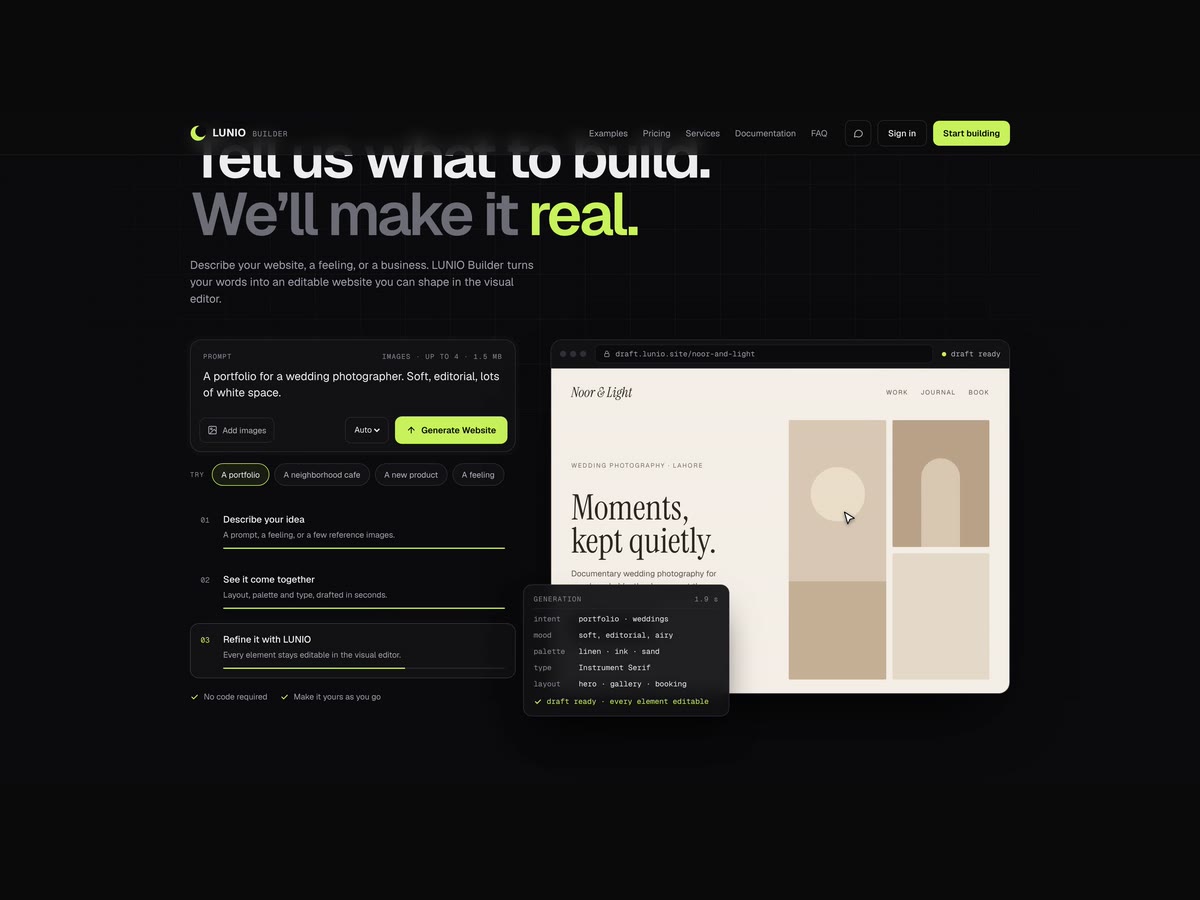 LUNIO BUILDER
Examples Pricing Services Documentation FAQ Sign in Start building
Tell us what to build.
We’ll make it real.
Describe your website, a feeling, or a business. LUNIO Builder turns
your words into an editable website you can shape in the visual
editor.
PROMPT IMAGES · UP TO 4 · 1.5 MB
A portfolio for a wedding photographer. Soft, editorial, lots
of white space.
Add images Auto Generate Website
TRY A portfolio A neighborhood cafe A new product A feeling
01 Describe your idea
A prompt, a feeling, or a few reference images.
02 See it come together
Layout, palette and type, drafted in seconds.
03 Refine it with LUNIO
Every element stays editable in the visual editor.
No code required Make it yours as you go
draft.lunio.site/noor-and-light draft ready
Noor & Light WORK JOURNAL BOOK
WEDDING PHOTOGRAPHY · LAHORE
Moments,
kept quietly.
Documentary wedding photography for
GENERATION 1.9 s
intent portfolio · weddings
mood soft, editorial, airy
palette linen · ink · sand
type Instrument Serif
layout hero · gallery · booking
draft ready · every element editable